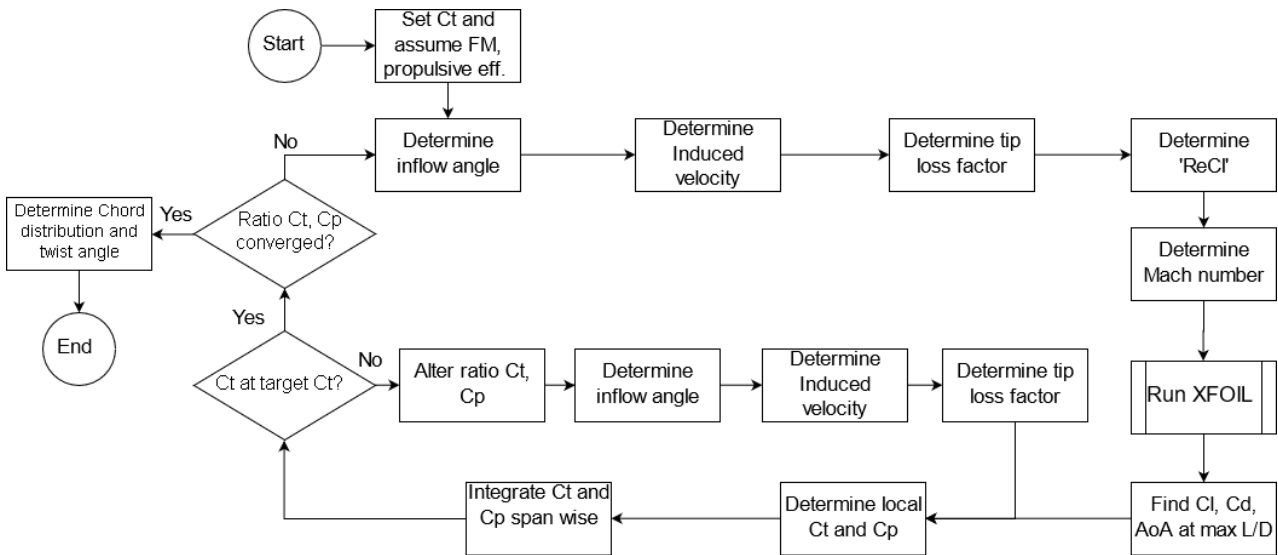 Start
Set Ct and
assume FM,
propulsive eff.
No
Determine
inflow angle
Determine
Induced
velocity
Determine tip
loss factor
Determine
'ReCl'
Determine Chord
distribution and
twist angle
Yes
Ratio Ct, Cp
converged?
Determine
Mach number
End
Yes
Ct at target Ct?
No
Alter ratio Ct,
Cp
Determine
inflow angle
Determine
Induced
velocity
Determine tip
loss factor
Run XFOIL
Integrate Ct and
Cp span wise
Determine local
Ct and Cp
Find Cl, Cd,
AoA at max L/D